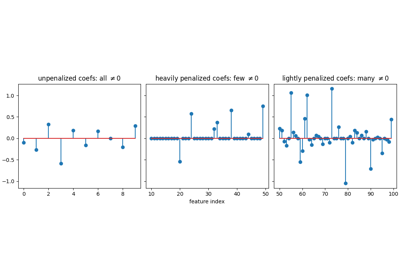 unpenalized coefs: all ≠0
heavily penalized coefs: few ≠0
lightly penalized coefs: many ≠0
1.0
0.5
0.0
−0.5
−1.0
0 2 4 6 8
10 20 30 40 50
50 60 70 80 90 100
feature index